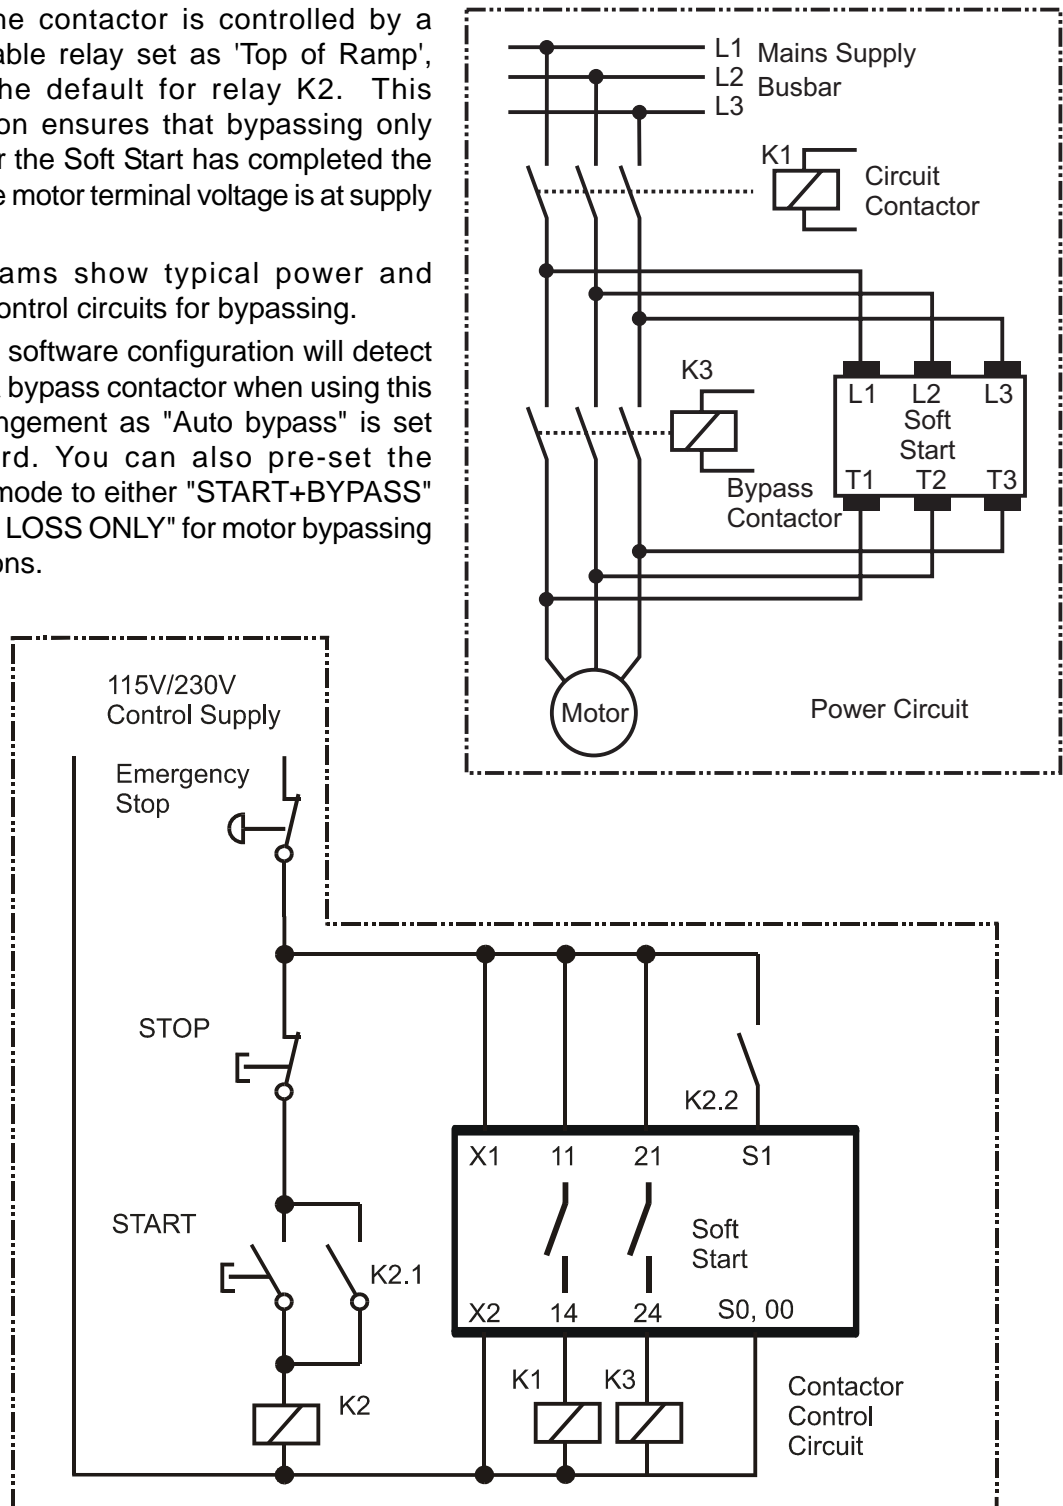 ne contactor is controlled by a
able relay set as 'Top of Ramp',
he default for relay K2. This
on ensures that bypassing only
r the Soft Start has completed the
e motor terminal voltage is at supply
ams show typical power and
ontrol circuits for bypassing.
software configuration will detect
bypass contactor when using this
ngement as "Auto bypass" is set
rd. You can also pre-set the
mode to either "START+BYPASS"
LOSS ONLY" for motor bypassing
ons.
L1
Mains Supply
L2
Busbar
L3
K1
Circuit
Contactor
K3
Bypass
Contactor
L1 L2 L3
Soft
Start
T1 T2 T3
Motor
Power Circuit
115V/230V
Control Supply
Emergency
Stop
STOP
START
K2.1
K2
K2.2
X1 11 21 S1
Soft
Start
X2 14 24 S0, 00
K1 K3
Contactor
Control
Circuit